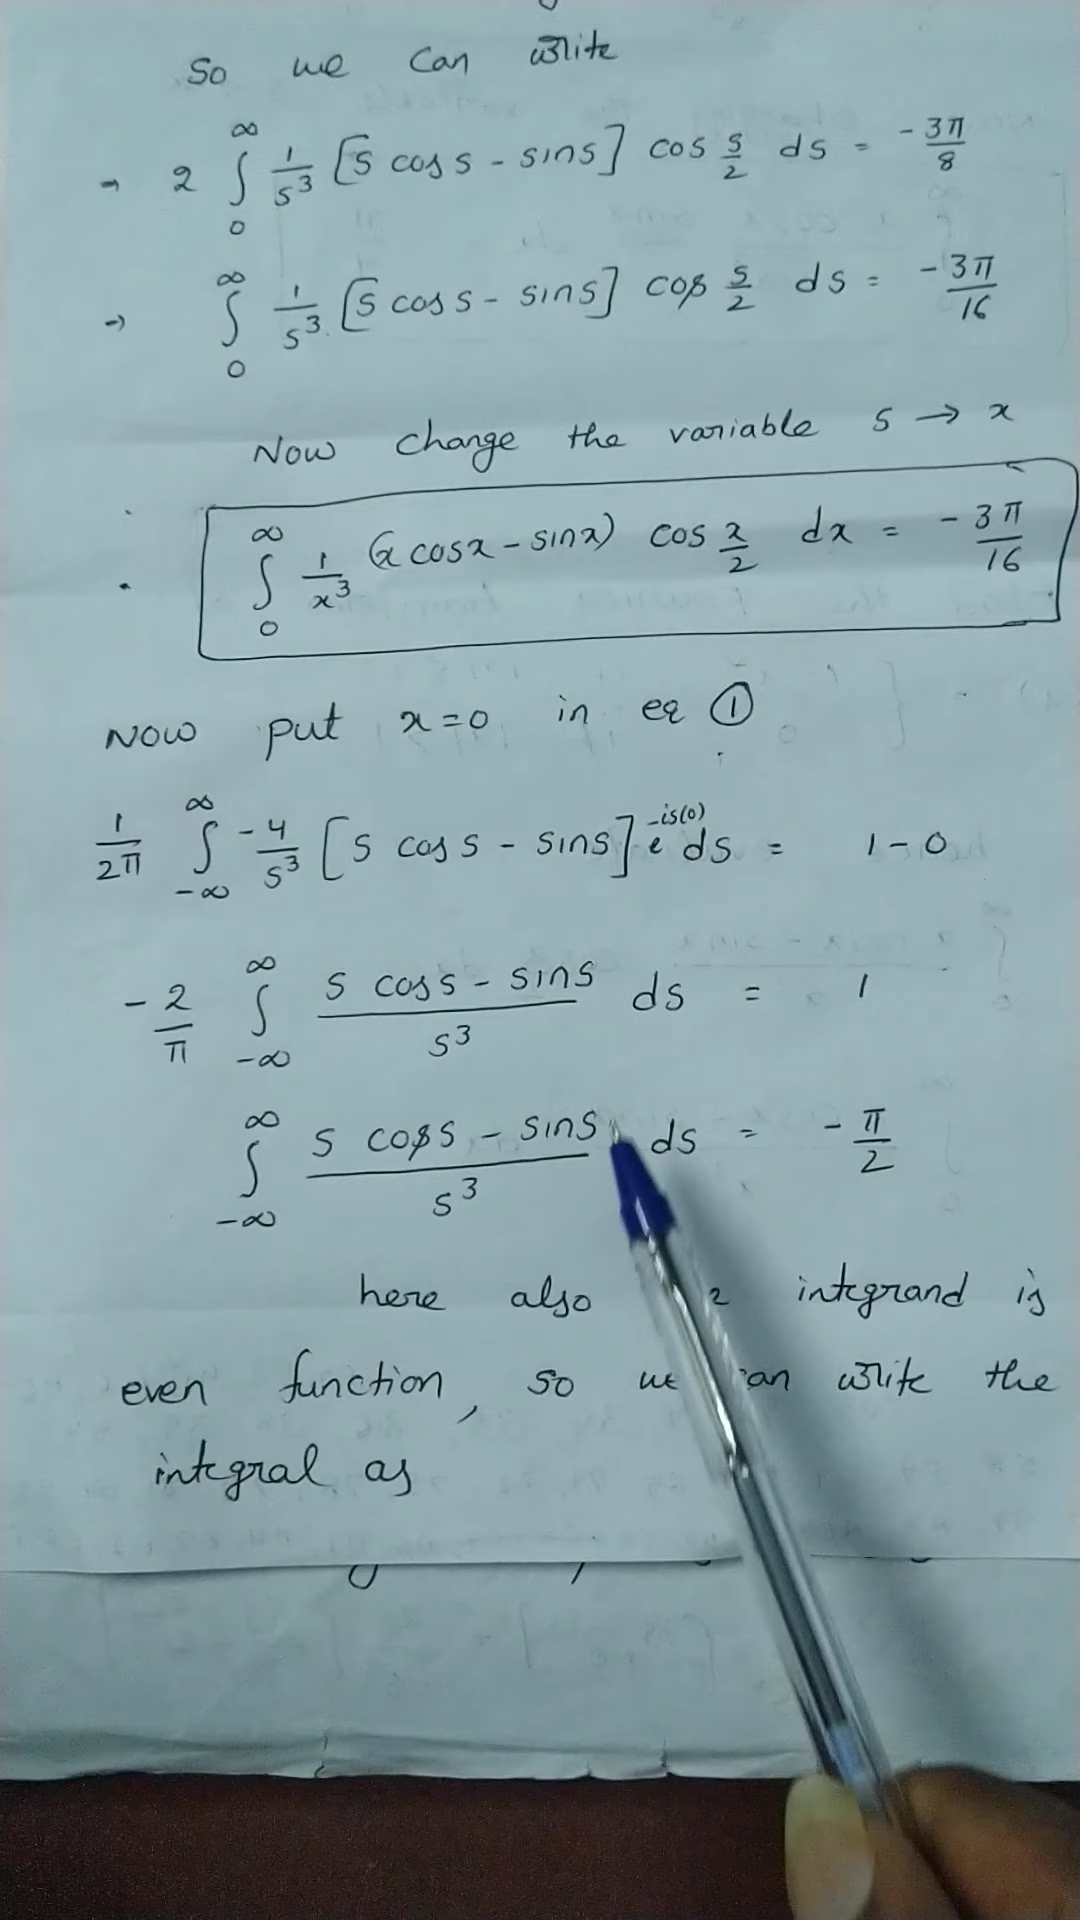 So we can write
→ 2 ∫₀^∞ 1/s³ [s cos s - sin s] cos s/2 ds = -3π/8
→ ∫₀^∞ 1/s³ [s cos s - sin s] cos s/2 ds = -3π/16
Now change the variable s → x
∴ ∫₀^∞ 1/x³ (x cos x - sin x) cos x/2 dx = -3π/16
Now put x=0 in eq ①
1/2π ∫_{-∞}^∞ -4/s³ [s cos s - sin s] e^{-is(0)} ds = 1-0
-2/π ∫_{-∞}^∞ (s cos s - sin s)/s³ ds = 1
∫_{-∞}^∞ (s cos s - sin s)/s³ ds = -π/2
here also integrand is
even function, so we can write the
integral as